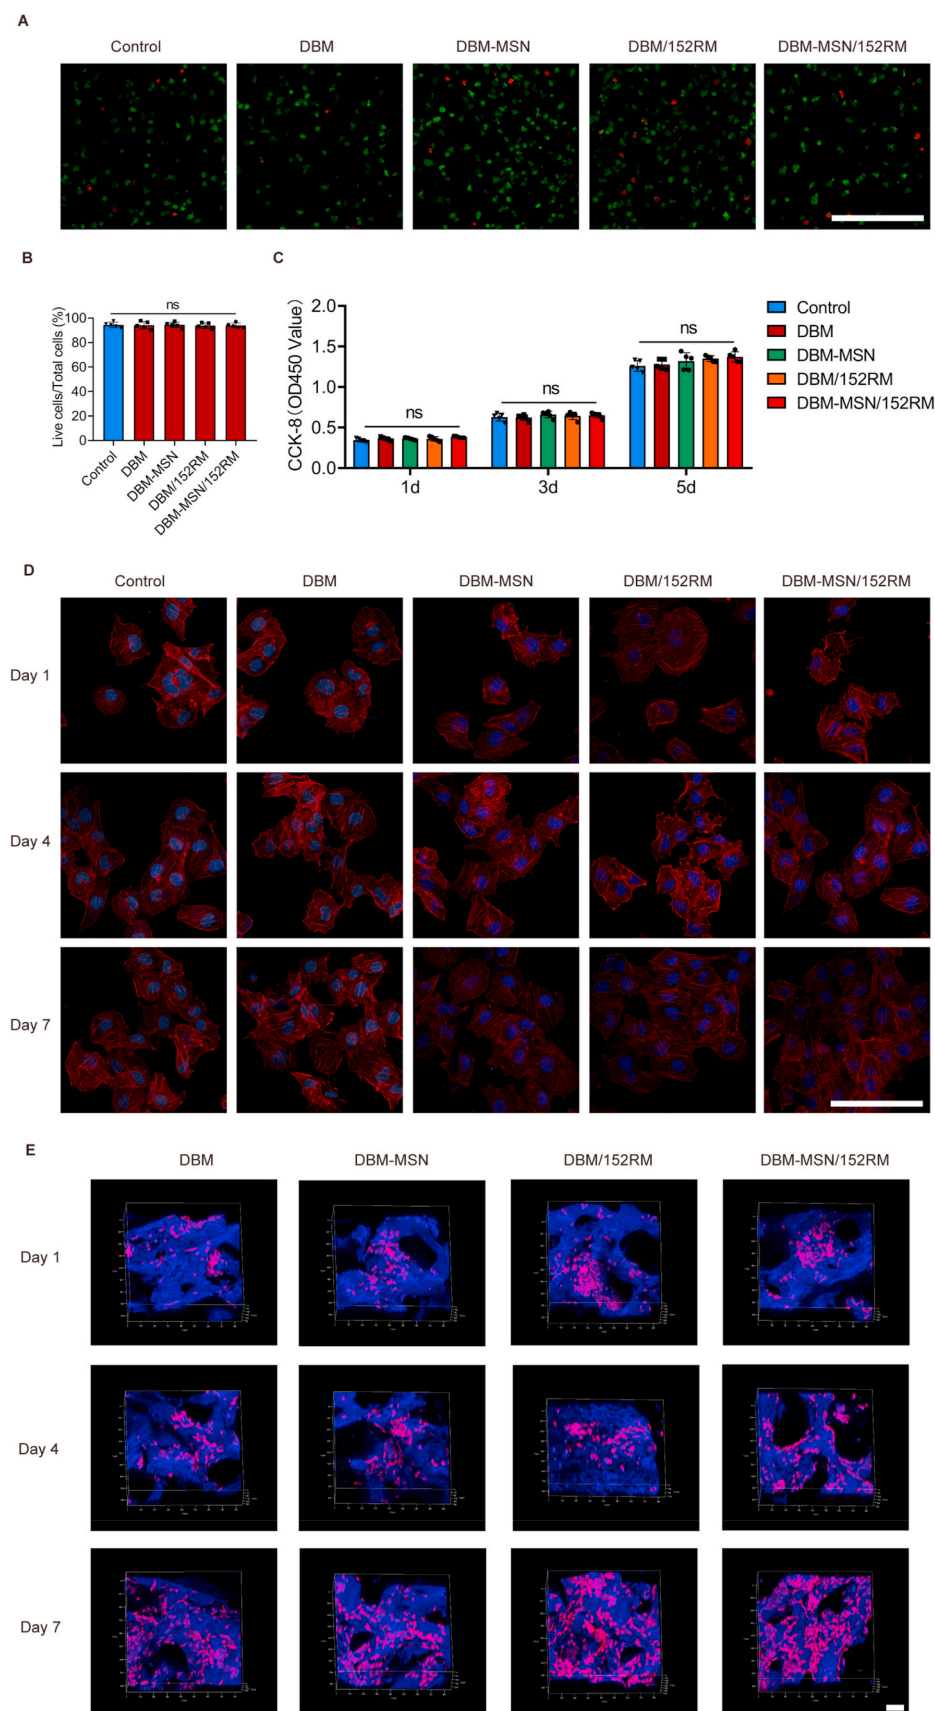 A
Control DBM DBM-MSN DBM/152RM DBM-MSN/152RM
B
Live cells/Total cells (%)
100
80
60
40
20
0
ns
Control DBM DBM-MSN DBM/152RM DBM-MSN/152RM
C
CCK-8(OD450 Value)
2.0
1.5
1.0
0.5
0.0
ns ns ns
1d 3d 5d
Control
DBM
DBM-MSN
DBM/152RM
DBM-MSN/152RM
D
Control DBM DBM-MSN DBM/152RM DBM-MSN/152RM
Day 1
Day 4
Day 7
E
DBM DBM-MSN DBM/152RM DBM-MSN/152RM
Day 1
Day 4
Day 7